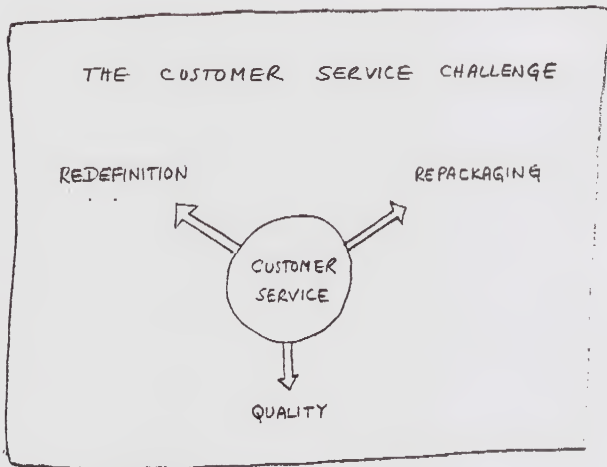 THE CUSTOMER SERVICE CHALLENGE
REDEFINITION
REPACKAGING
CUSTOMER
SERVICE
QUALITY